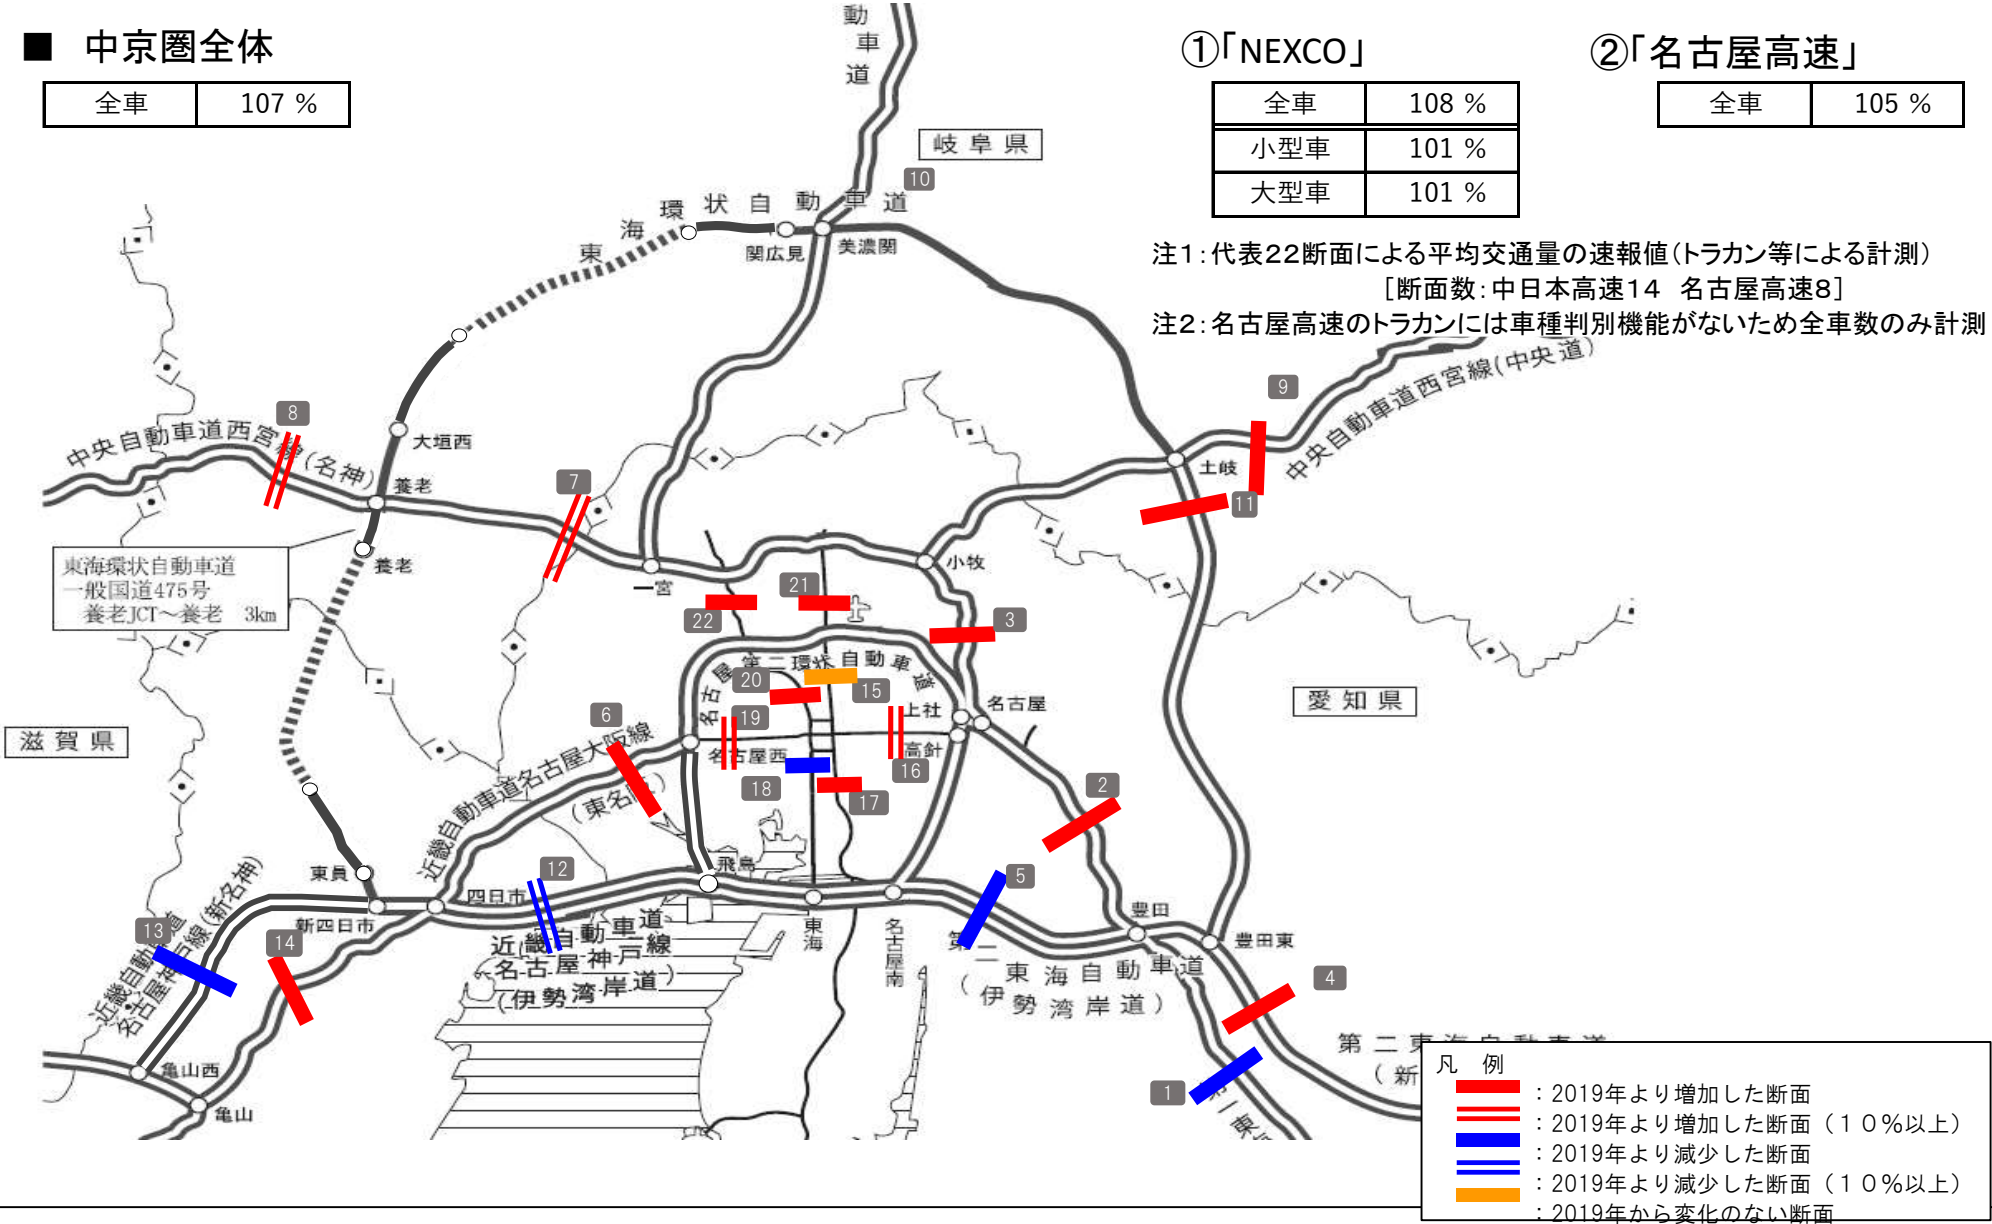 ■ 中京圏全体
全車 107 %
①「NEXCO」
全車 108 %
小型車 101 %
大型車 101 %
②「名古屋高速」
全車 105 %
注1：代表22断面による平均交通量の速報値（トラカン等による計測）
［断面数：中日本高速14 名古屋高速8］
注2：名古屋高速のトラカンには車種判別機能がないため全車数のみ計測
動車道
岐阜県
10
東海環状自動車道
関広見
美濃関
9
中央自動車道西宮線(中央道)
8
中央自動車道西宮線(名神)
大垣西
養老
7
土岐
11
東海環状自動車道
一般国道475号
養老JCT～養老 3km
養老
一宮
小牧
21
22
3
名古屋第二環状自動車道
20
15
愛知県
滋賀県
6
19
上社
名古屋
名古屋西
高針
16
18
17
2
近畿自動車道名古屋大阪線
(東名阪)
飛島
12
5
東員
四日市
新四日市
東海
名古屋南
豊田
豊田東
13
14
近畿自動車道
名古屋神戸線(新名神)
近畿自動車道
名古屋神戸線
(伊勢湾岸道)
第二東海自動車道
(伊勢湾岸道)
4
1
亀山西
亀山
第二東海自動車道
(新
第一東
凡 例
：2019年より増加した断面
：2019年より増加した断面（１０％以上）
：2019年より減少した断面
：2019年より減少した断面（１０％以上）
：2019年から変化のない断面